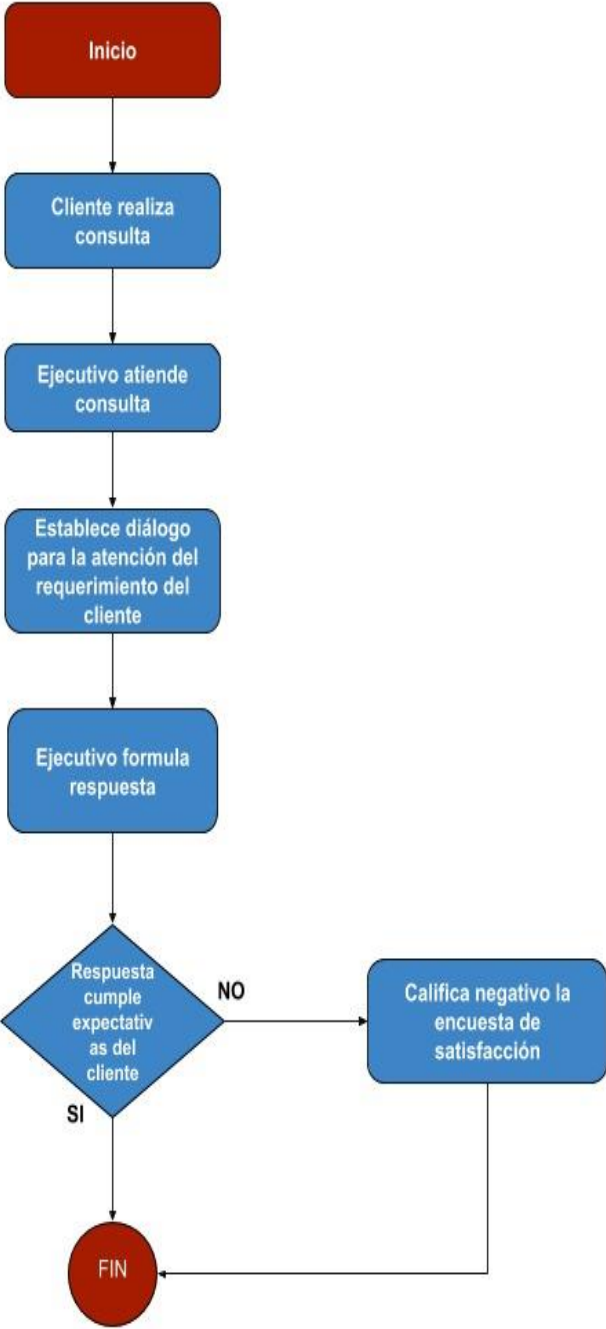 Inicio
Cliente realiza
consulta
Ejecutivo atiende
consulta
Establece diálogo
para la atención del
requerimiento del
cliente
Ejecutivo formula
respuesta
Respuesta
cumple
expectativ
as del
cliente
NO
Califica negativo la
encuesta de
satisfacción
SI
FIN